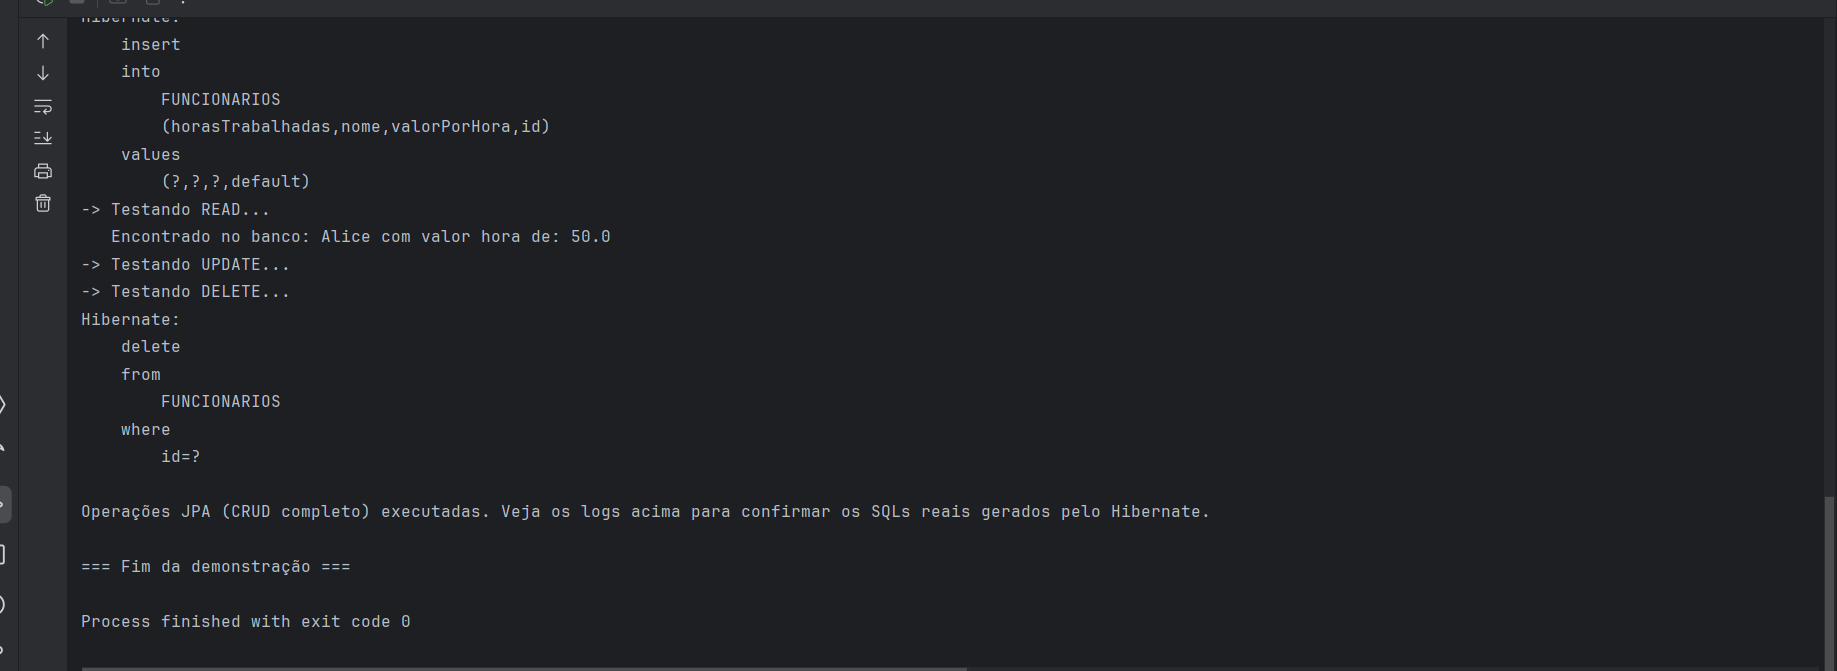 Hibernate:
insert
into
FUNCIONARIOS
(horasTrabalhadas,nome,valorPorHora,id)
values
(?,?,?,default)
-> Testando READ...
Encontrado no banco: Alice com valor hora de: 50.0
-> Testando UPDATE...
-> Testando DELETE...
Hibernate:
delete
from
FUNCIONARIOS
where
id=?
Operações JPA (CRUD completo) executadas. Veja os logs acima para confirmar os SQLs reais gerados pelo Hibernate.
=== Fim da demonstração ===
Process finished with exit code 0